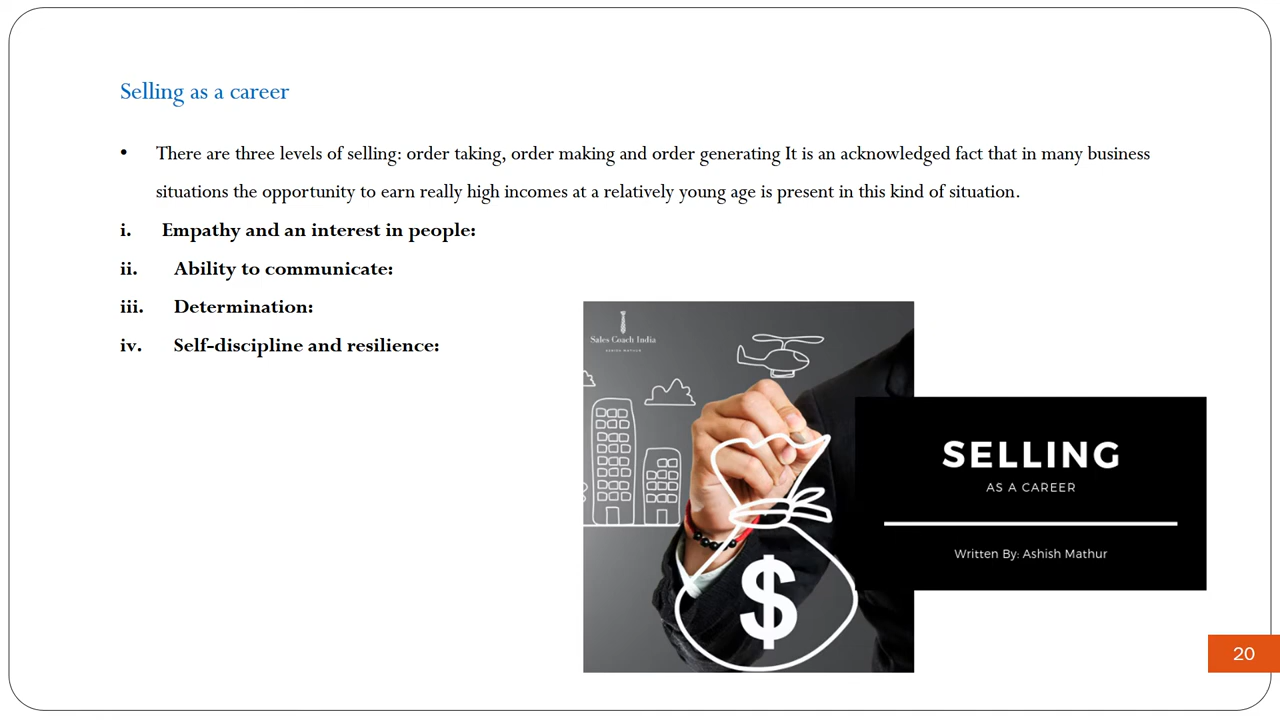 Selling as a career
• There are three levels of selling: order taking, order making and order generating It is an acknowledged fact that in many business
situations the opportunity to earn really high incomes at a relatively young age is present in this kind of situation.
i. Empathy and an interest in people:
ii. Ability to communicate:
iii. Determination:
iv. Self-discipline and resilience:
Sales Coach India
ASHISH MATHUR
$
SELLING
AS A CAREER
Written By: Ashish Mathur
20